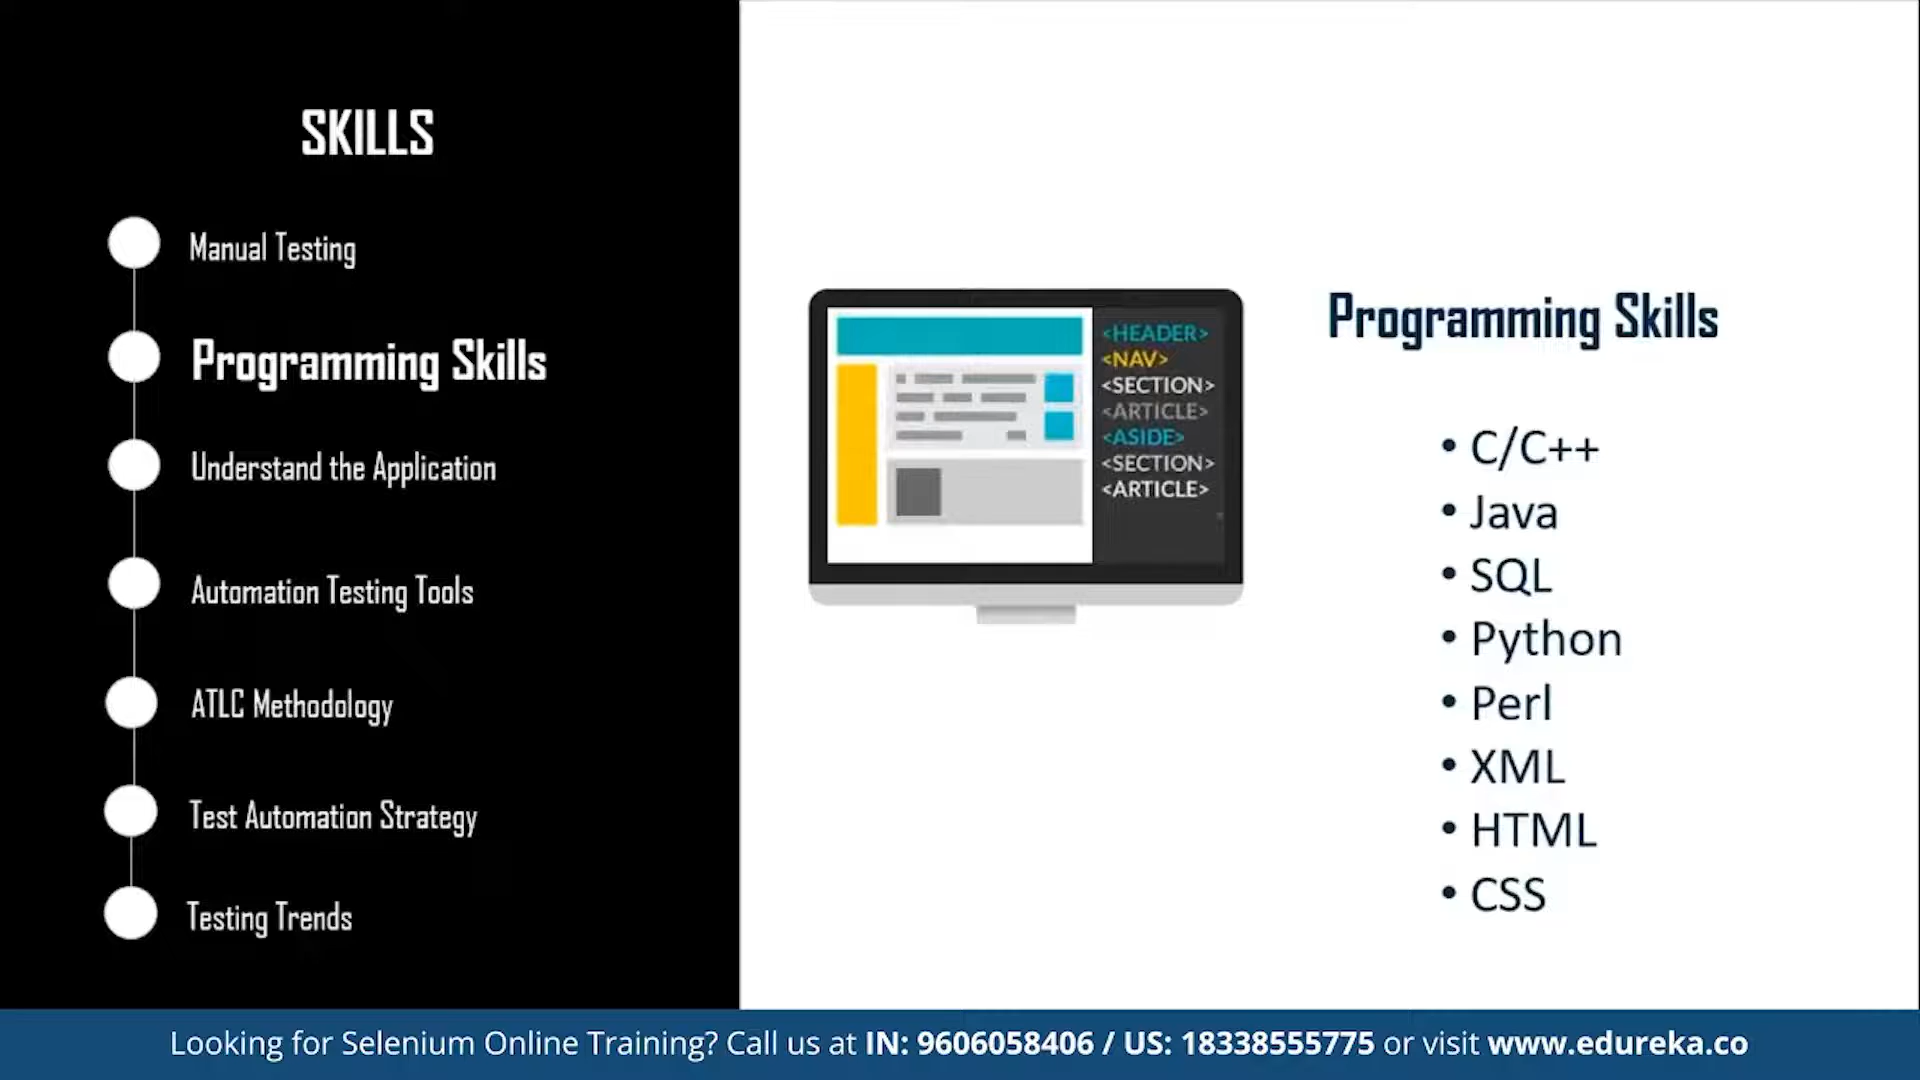 SKILLS
Manual Testing
Programming Skills
Understand the Application
Automation Testing Tools
ATLC Methodology
Test Automation Strategy
Testing Trends
<HEADER>
<NAV>
<SECTION>
<ARTICLE>
<ASIDE>
<SECTION>
<ARTICLE>
Programming Skills
• C/C++
• Java
• SQL
• Python
• Perl
• XML
• HTML
• CSS
Looking for Selenium Online Training? Call us at IN: 9606058406 / US: 18338555775 or visit www.edureka.co